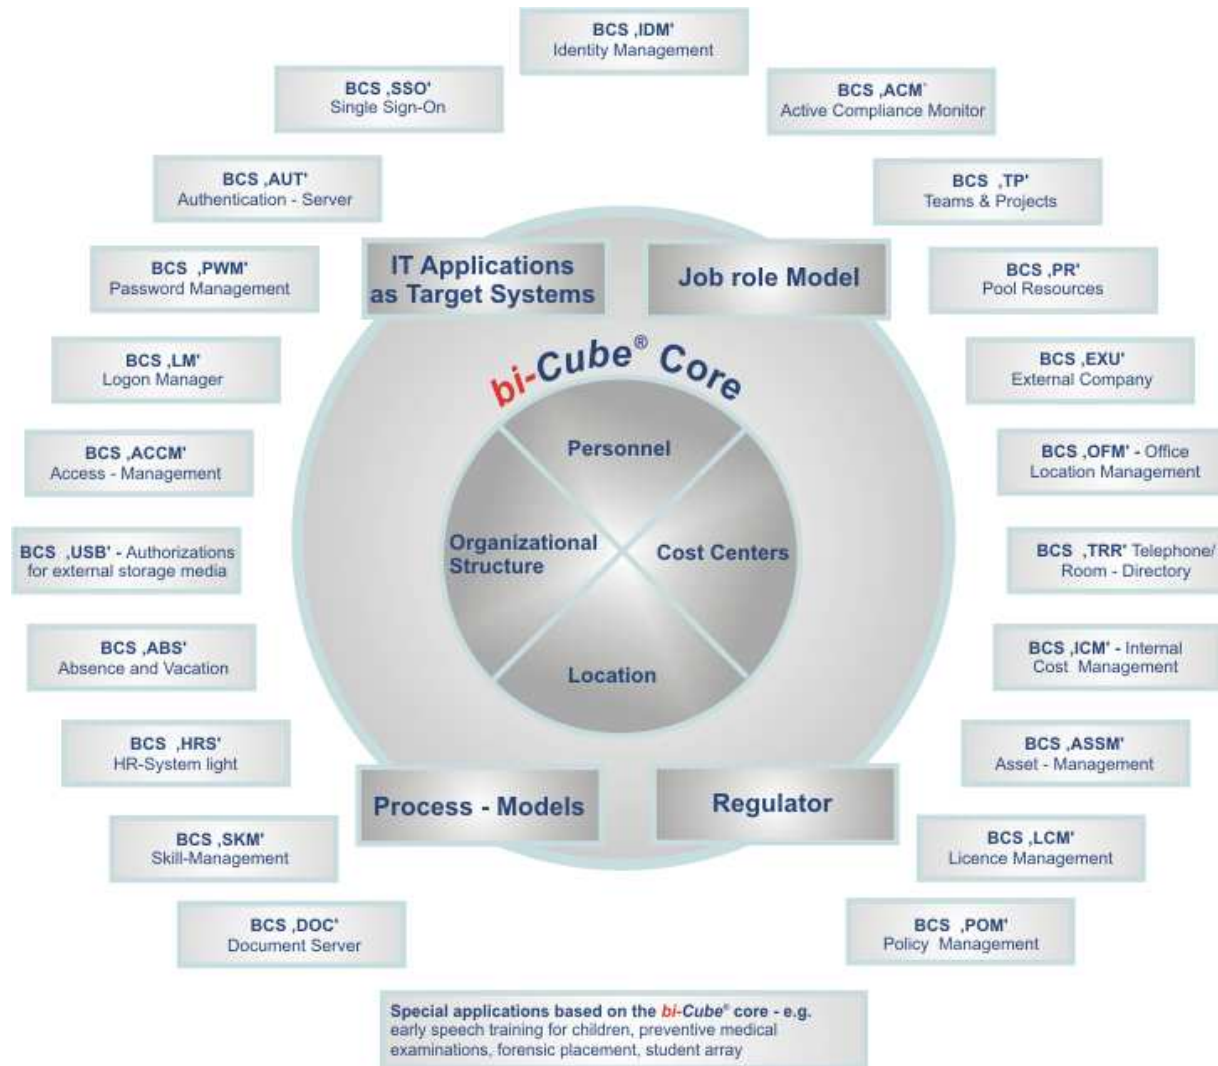 BCS ‚IDM'
Identity Management
BCS ‚SSO'
Single Sign-On
BCS ‚ACM'
Active Compliance Monitor
BCS ‚AUT'
Authentication - Server
BCS ‚TP'
Teams & Projects
BCS ‚PWM'
Password Management
IT Applications
as Target Systems
Job role Model
BCS ‚PR'
Pool Resources
BCS ‚LM'
Logon Manager
bi-Cube® Core
BCS ‚EXU'
External Company
BCS ‚ACCM'
Access - Management
Personnel
BCS ‚OFM' - Office
Location Management
BCS ‚USB' - Authorizations
for external storage media
Organizational
Structure
Cost Centers
BCS ‚TRR' Telephone/
Room - Directory
BCS ‚ABS'
Absence and Vacation
Location
BCS ‚ICM' - Internal
Cost Management
BCS ‚HRS'
HR-System light
BCS ‚ASSM'
Asset - Management
Process - Models
Regulator
BCS ‚SKM'
Skill-Management
BCS ‚LCM'
Licence Management
BCS ‚DOC'
Document Server
BCS ‚POM'
Policy Management
Special applications based on the bi-Cube® core - e.g.
early speech training for children, preventive medical
examinations, forensic placement, student array